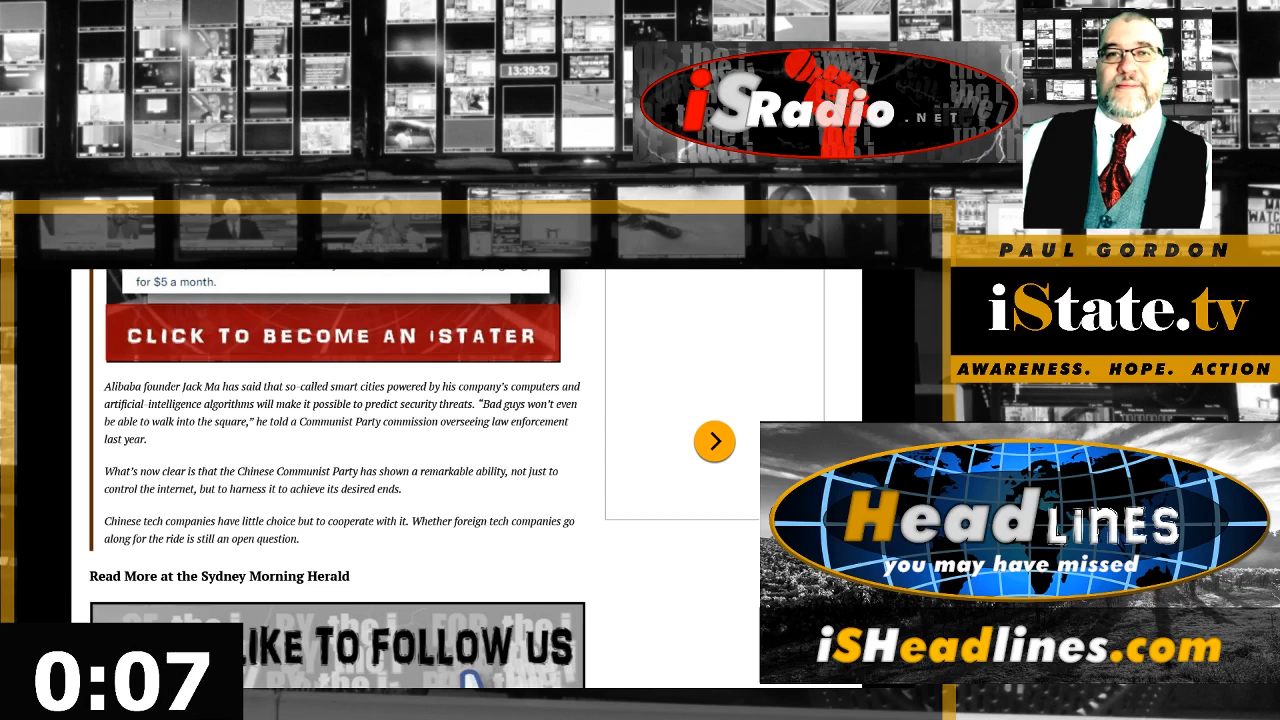 13:39:32
iSRadio.NET
PAUL GORDON
iState.tv
AWARENESS. HOPE. ACTION
for $5 a month.
CLICK TO BECOME AN iSTATER
Alibaba founder Jack Ma has said that so-called smart cities powered by his company's computers and
artificial-intelligence algorithms will make it possible to predict security threats. “Bad guys won't even
be able to walk into the square,” he told a Communist Party commission overseeing law enforcement
last year.
What's now clear is that the Chinese Communist Party has shown a remarkable ability, not just to
control the internet, but to harness it to achieve its desired ends.
Chinese tech companies have little choice but to cooperate with it. Whether foreign tech companies go
along for the ride is still an open question.
Read More at the Sydney Morning Herald
LIKE TO FOLLOW US
HeadLINES
you may have missed
iSHeadlines.com
0:07